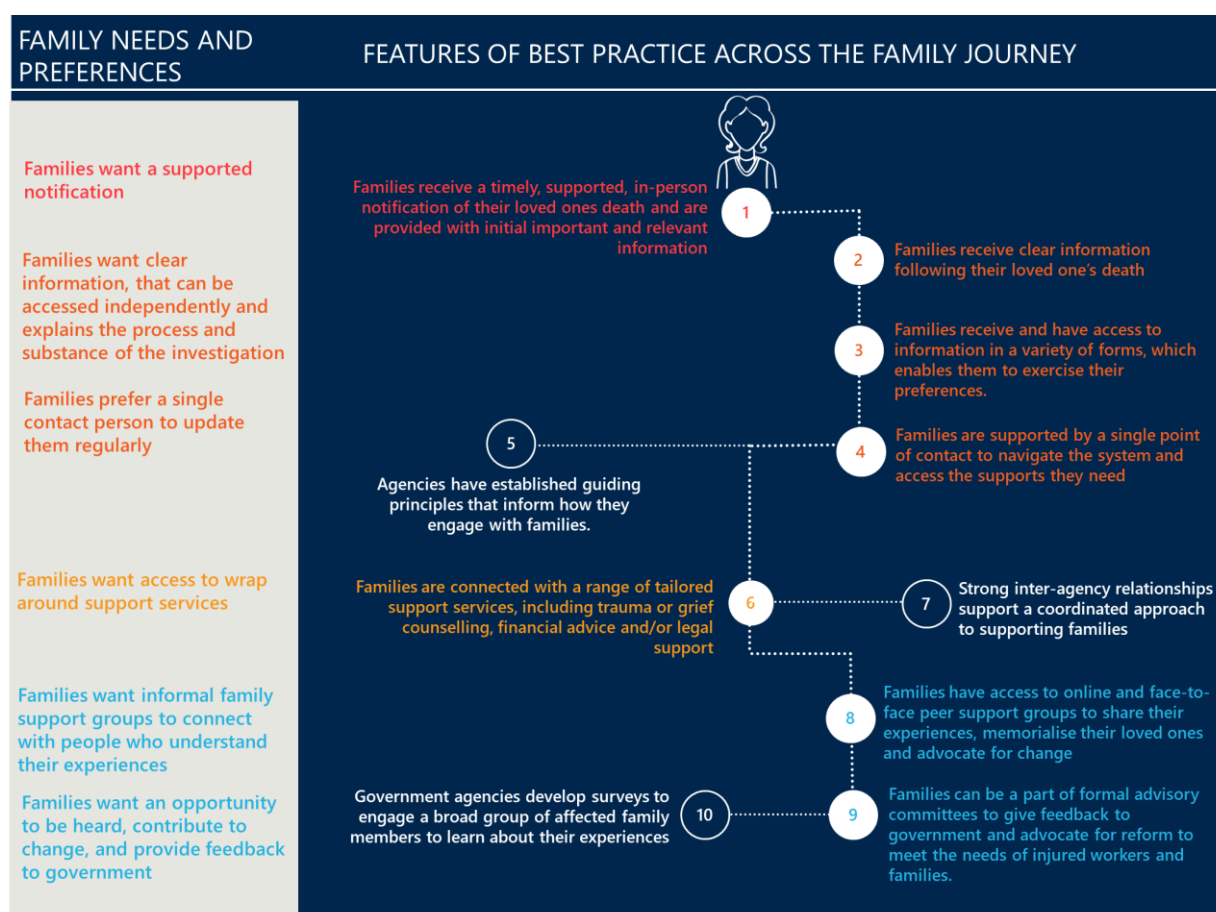 FAMILY NEEDS AND
PREFERENCES
FEATURES OF BEST PRACTICE ACROSS THE FAMILY JOURNEY
Families want a supported
notification
Families want clear
information, that can be
accessed independently and
explains the process and
substance of the investigation
Families prefer a single
contact person to update
them regularly
Families want access to wrap
around support services
Families want informal family
support groups to connect
with people who understand
their experiences
Families want an opportunity
to be heard, contribute to
change, and provide feedback
to government
Families receive a timely, supported, in-person
notification of their loved ones death and are
provided with initial important and relevant
information
1
2
Families receive clear information
following their loved one's death
3
Families receive and have access to
information in a variety of forms, which
enables them to exercise their
preferences.
4
Families are supported by a single point
of contact to navigate the system and
access the supports they need
5
Agencies have established guiding
principles that inform how they
engage with families.
Families are connected with a range of tailored
support services, including trauma or grief
counselling, financial advice and/or legal
support
6
7
Strong inter-agency relationships
support a coordinated approach
to supporting families
8
Families have access to online and face-to-
face peer support groups to share their
experiences, memorialise their loved ones
and advocate for change
9
Families can be a part of formal advisory
committees to give feedback to
government and advocate for reform to
meet the needs of injured workers and
families.
Government agencies develop surveys to
engage a broad group of affected family
members to learn about their experiences
10